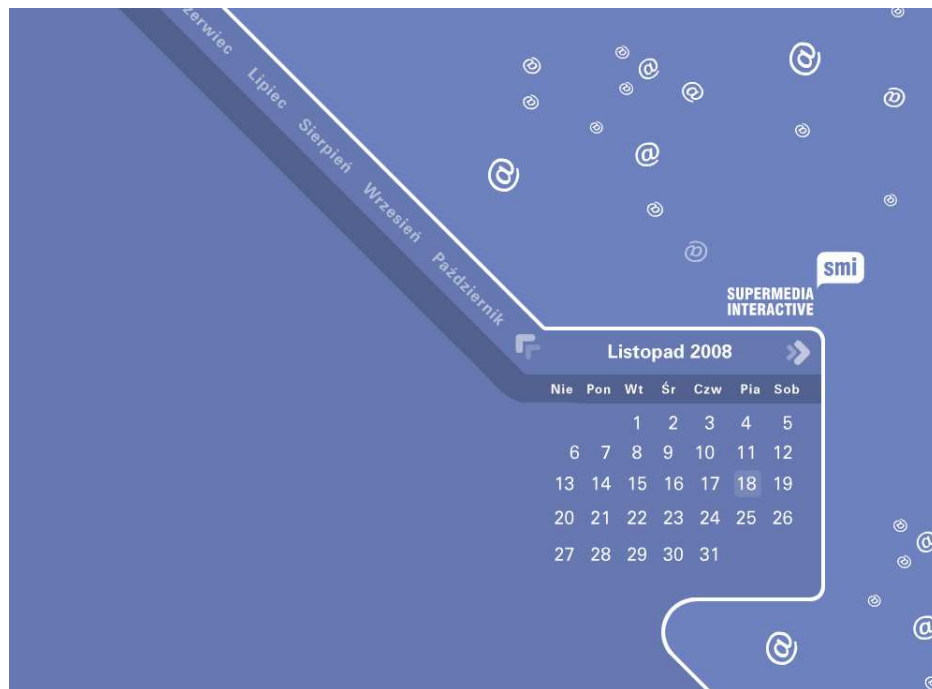 Lipiec
Sierpień
Wrzesień
Październik
smi
SUPERMEDIA
INTERACTIVE
Listopad 2008
Nie Pon Wt Śr Czw Pia Sob
1 2 3 4 5
6 7 8 9 10 11 12
13 14 15 16 17 18 19
20 21 22 23 24 25 26
27 28 29 30 31